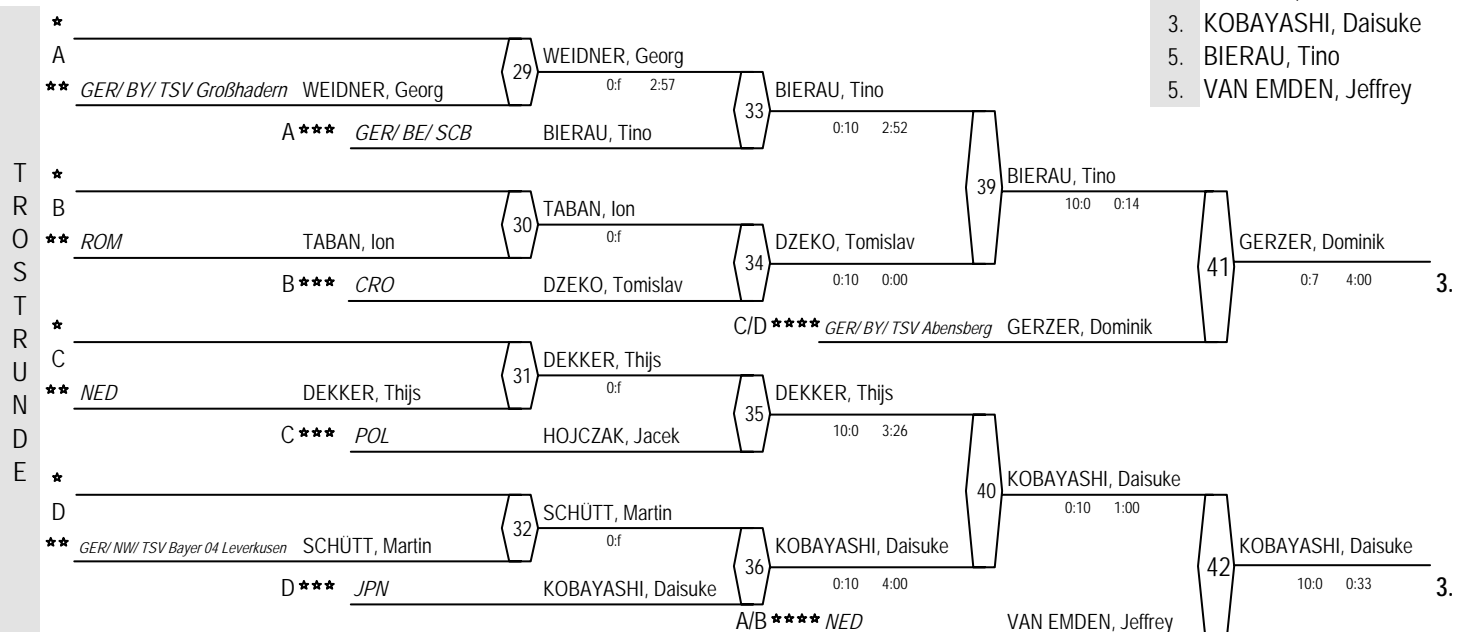 3. KOBAYASHI, Daisuke
5. BIERAU, Tino
5. VAN EMDEN, Jeffrey
TROSTRUNDE
*
A
** GER/ BY/ TSV Großhadern WEIDNER, Georg
29
WEIDNER, Georg
0:f 2:57
A *** GER/ BE/ SCB BIERAU, Tino
33
BIERAU, Tino
0:10 2:52
*
B
** ROM TABAN, Ion
30
TABAN, Ion
0:f
B *** CRO DZEKO, Tomislav
34
DZEKO, Tomislav
0:10 0:00
39
BIERAU, Tino
10:0 0:14
C/D **** GER/ BY/ TSV Abensberg GERZER, Dominik
41
GERZER, Dominik
0:7 4:00 3.
*
C
** NED DEKKER, Thijs
31
DEKKER, Thijs
0:f
C *** POL HOJCZAK, Jacek
35
DEKKER, Thijs
10:0 3:26
*
D
** GER/ NW/ TSV Bayer 04 Leverkusen SCHÜTT, Martin
32
SCHÜTT, Martin
0:f
D *** JPN KOBAYASHI, Daisuke
36
KOBAYASHI, Daisuke
0:10 4:00
40
KOBAYASHI, Daisuke
0:10 1:00
A/B **** NED VAN EMDEN, Jeffrey
42
KOBAYASHI, Daisuke
10:0 0:33 3.